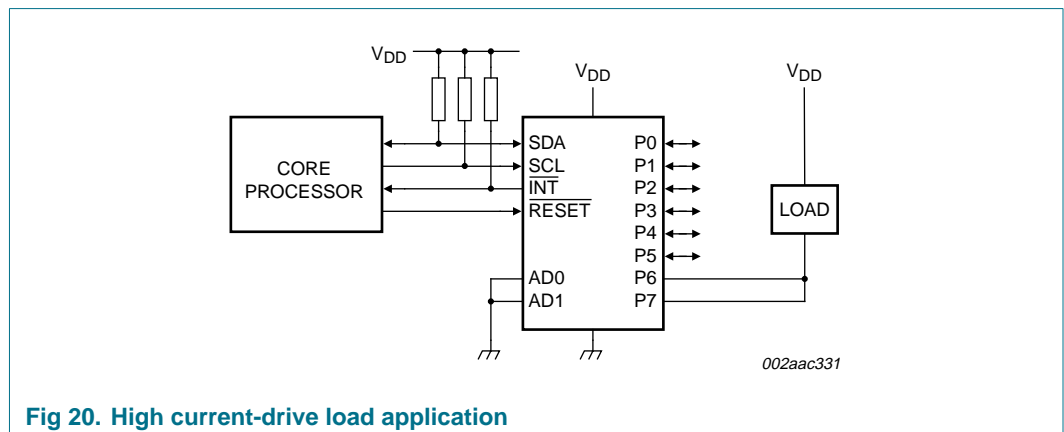 VDD
VDD
VDD
CORE
PROCESSOR
SDA
SCL
INT
RESET
AD0
AD1
P0
P1
P2
P3
P4
P5
P6
P7
LOAD
002aac331
Fig 20. High current-drive load application